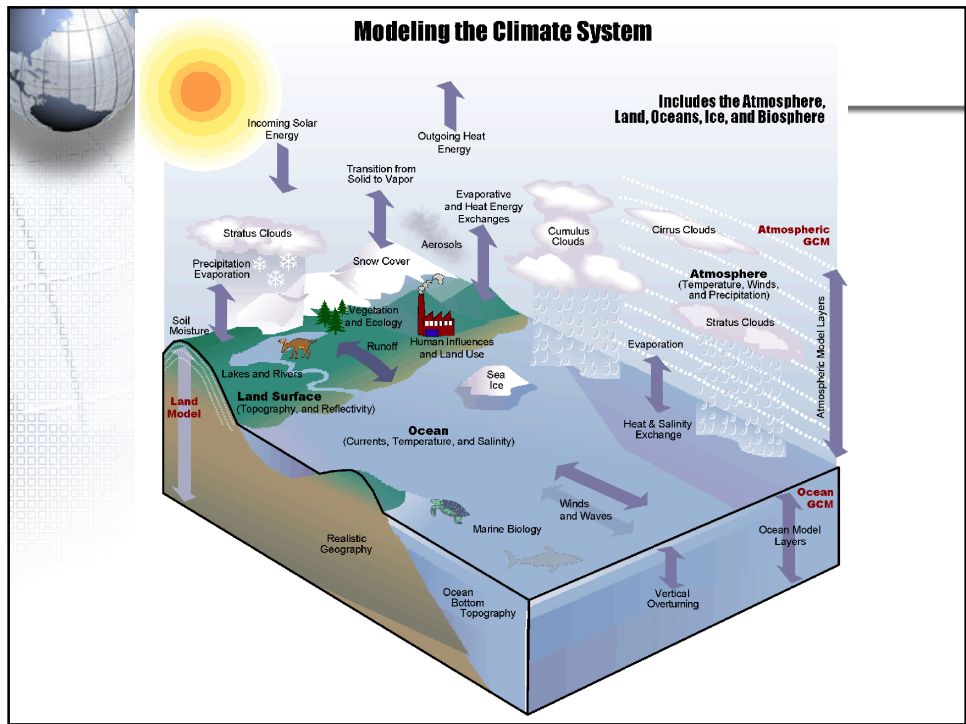 Modeling the Climate System
Includes the Atmosphere,
Land, Oceans, Ice, and Biosphere
Incoming Solar
Energy
Outgoing Heat
Energy
Transition from
Solid to Vapor
Evaporative
and Heat Energy
Exchanges
Stratus Clouds
Snow Cover
Aerosols
Cumulus
Clouds
Cirrus Clouds
Atmospheric
GCM
Precipitation
Evaporation
Atmosphere
(Temperature, Winds,
and Precipitation)
Stratus Clouds
Atmospheric Model Layers
Soil
Moisture
Vegetation
and Ecology
Runoff
Human Influences
and Land Use
Evaporation
Lakes and Rivers
Sea
Ice
Land
Model
Land Surface
(Topography, and Reflectivity)
Ocean
(Currents, Temperature, and Salinity)
Heat & Salinity
Exchange
Ocean
GCM
Winds
and Waves
Marine Biology
Ocean Model
Layers
Realistic
Geography
Ocean
Bottom
Topography
Vertical
Overturning